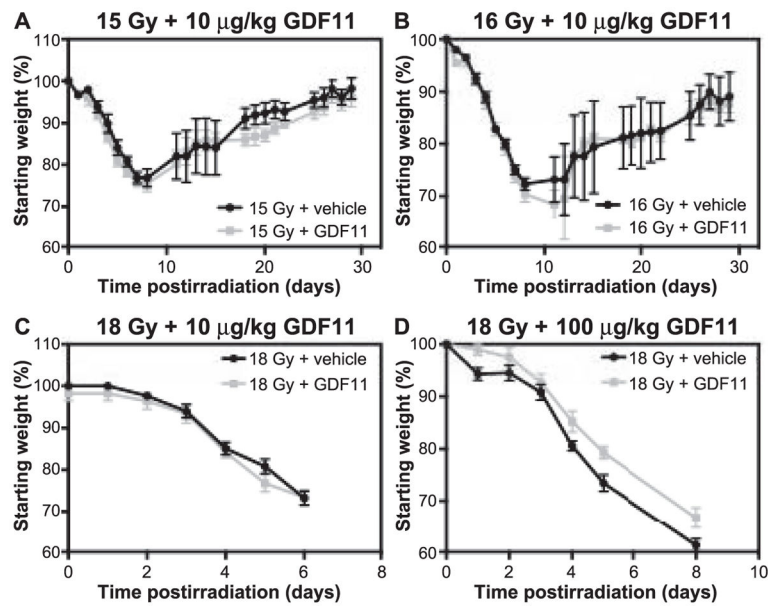 A 15 Gy + 10 μg/kg GDF11
110
100
90
80
70
60
Starting weight (%)
15 Gy + vehicle
15 Gy + GDF11
0 10 20 30
Time postirradiation (days)
B 16 Gy + 10 μg/kg GDF11
100
90
80
70
60
Starting weight (%)
16 Gy + vehicle
16 Gy + GDF11
0 10 20 30
Time postirradiation (days)
C 18 Gy + 10 μg/kg GDF11
110
100
90
80
70
60
Starting weight (%)
18 Gy + vehicle
18 Gy + GDF11
0 2 4 6 8
Time postirradiation (days)
D 18 Gy + 100 μg/kg GDF11
100
90
80
70
60
Starting weight (%)
18 Gy + vehicle
18 Gy + GDF11
0 2 4 6 8 10
Time postirradiation (days)